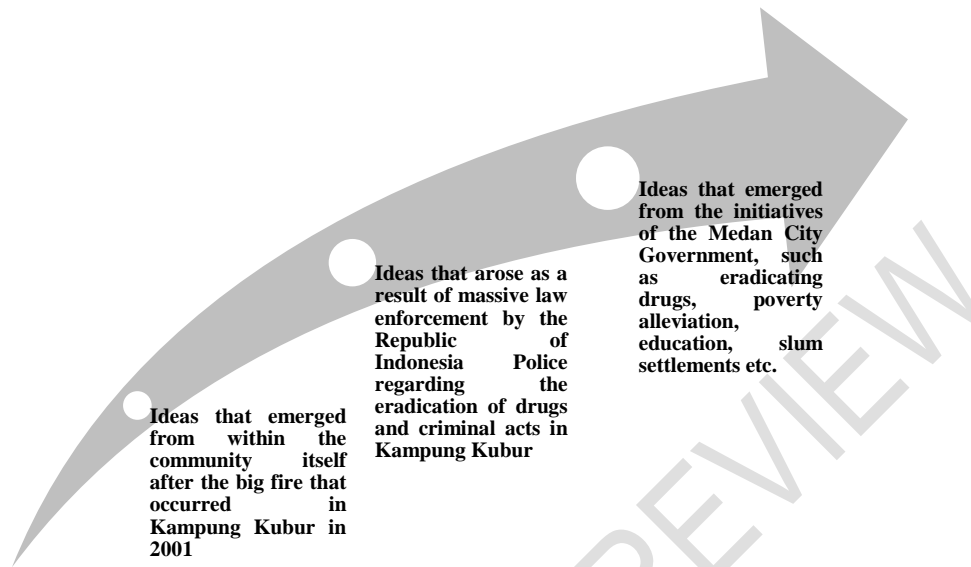 Ideas that emerged
from within the
community itself
after the big fire that
occurred in
Kampung Kubur in
2001
Ideas that arose as a
result of massive law
enforcement by the
Republic of
Indonesia Police
regarding the
eradication of drugs
and criminal acts in
Kampung Kubur
Ideas that emerged
from the initiatives
of the Medan City
Government, such
as eradicating
drugs, poverty
alleviation,
education, slum
settlements etc.
REVIEW